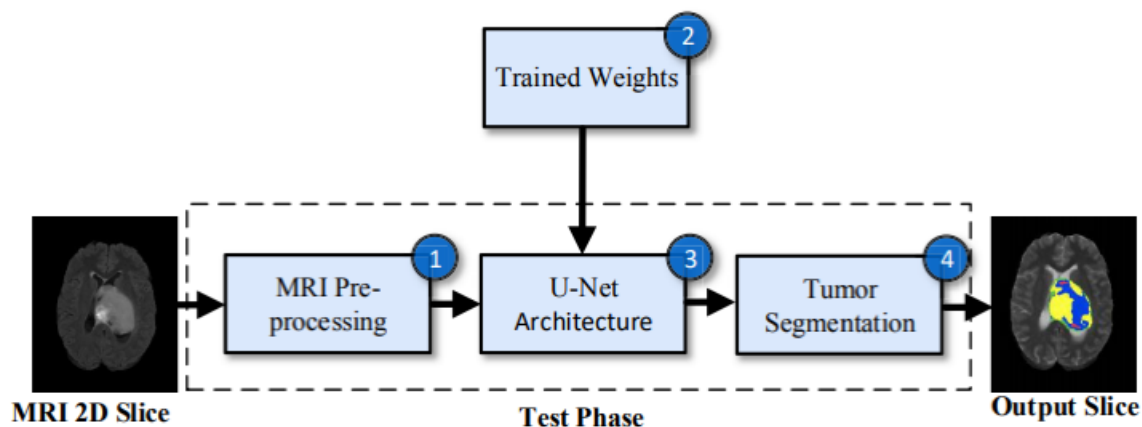 2
Trained Weights
1
MRI Pre-
processing
3
U-Net
Architecture
4
Tumor
Segmentation
MRI 2D Slice
Test Phase
Output Slice